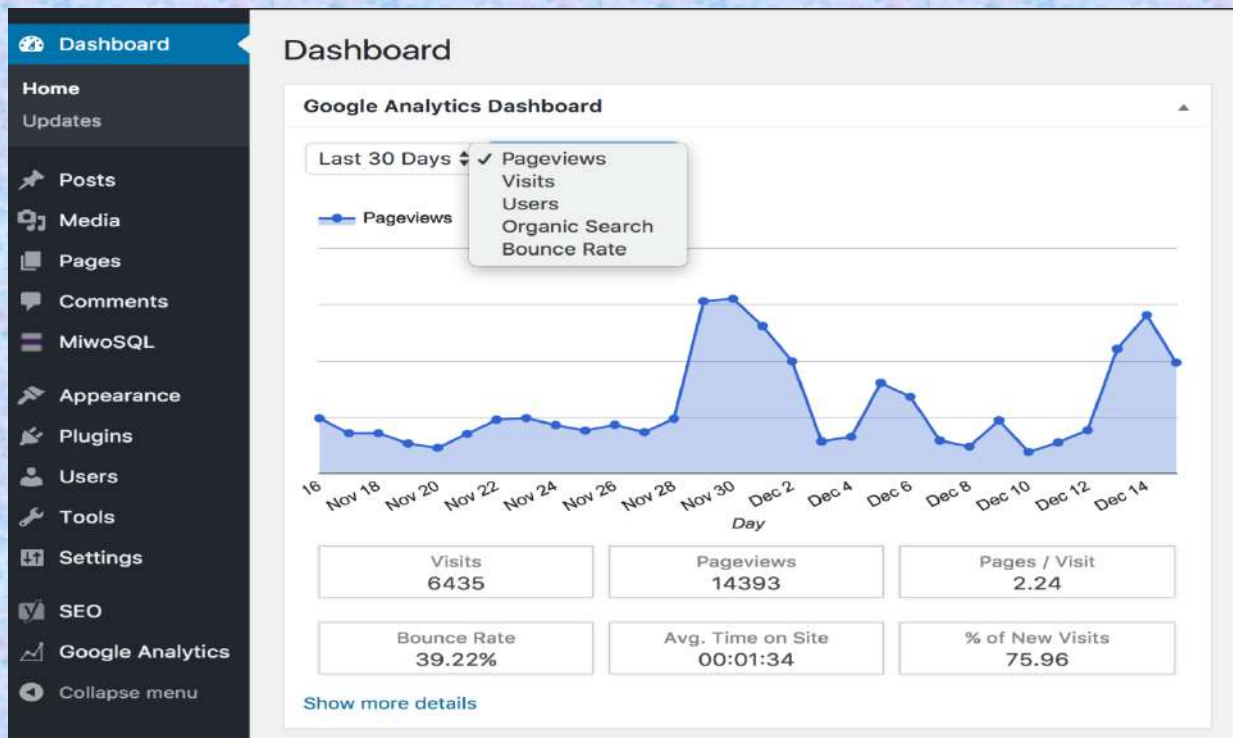 Dashboard
Home
Updates
Posts
Media
Pages
Comments
MiwoSQL
Appearance
Plugins
Users
Tools
Settings
SEO
Google Analytics
Collapse menu
Dashboard
Google Analytics Dashboard
Last 30 Days
✓ Pageviews
Visits
Users
Organic Search
Bounce Rate
Pageviews
16 Nov 18 Nov 20 Nov 22 Nov 24 Nov 26 Nov 28 Nov 30 Dec 2 Dec 4 Dec 6 Dec 8 Dec 10 Dec 12 Dec 14
Day
Visits
6435
Pageviews
14393
Pages / Visit
2.24
Bounce Rate
39.22%
Avg. Time on Site
00:01:34
% of New Visits
75.96
Show more details